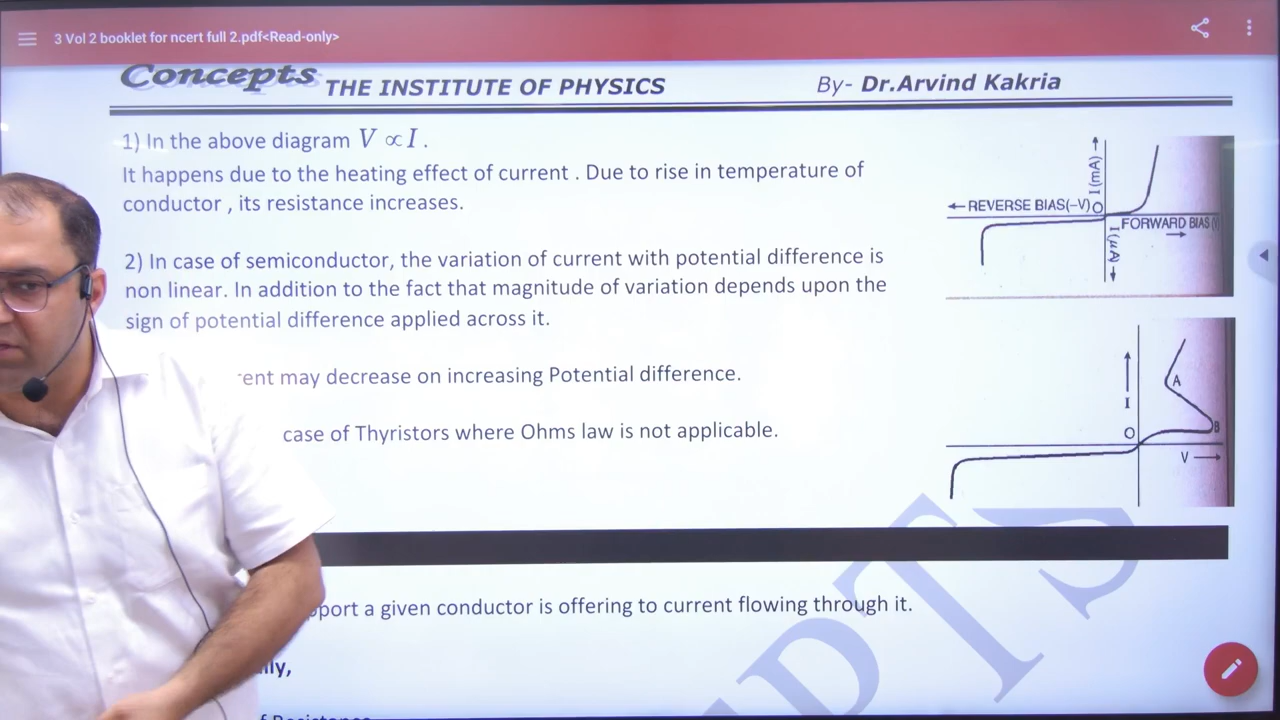 3 Vol 2 booklet for ncert full 2.pdf<Read-only>
Concepts THE INSTITUTE OF PHYSICS By- Dr.Arvind Kakria
1) In the above diagram V ∝ I .
It happens due to the heating effect of current . Due to rise in temperature of
conductor , its resistance increases.
I (mA)
← REVERSE BIAS(−V) O
FORWARD BIAS
I (μA)
2) In case of semiconductor, the variation of current with potential difference is
non linear. In addition to the fact that magnitude of variation depends upon the
sign of potential difference applied across it.
may decrease on increasing Potential difference.
A
I
B
O
V
case of Thyristors where Ohms law is not applicable.
PTS
a given conductor is offering to current flowing through it.